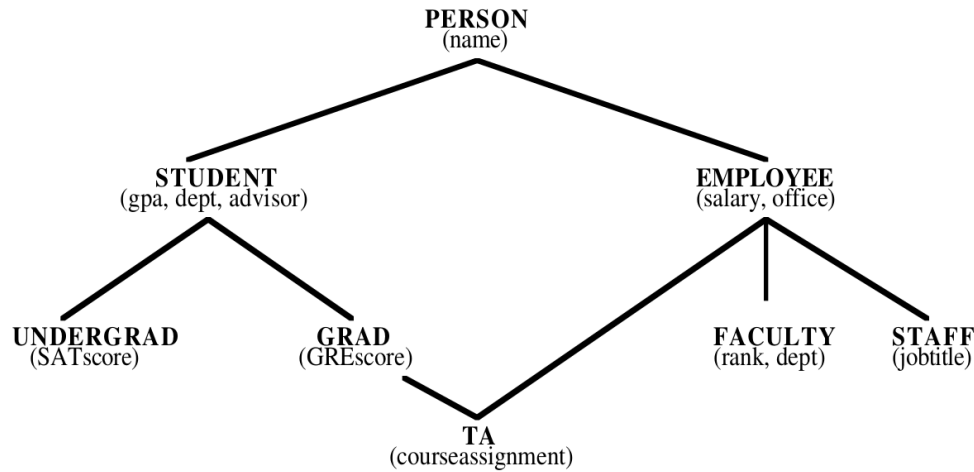 PERSON
(name)
STUDENT
(gpa, dept, advisor)
EMPLOYEE
(salary, office)
UNDERGRAD
(SATscore)
GRAD
(GREscore)
FACULTY
(rank, dept)
STAFF
(jobtitle)
TA
(courseassignment)